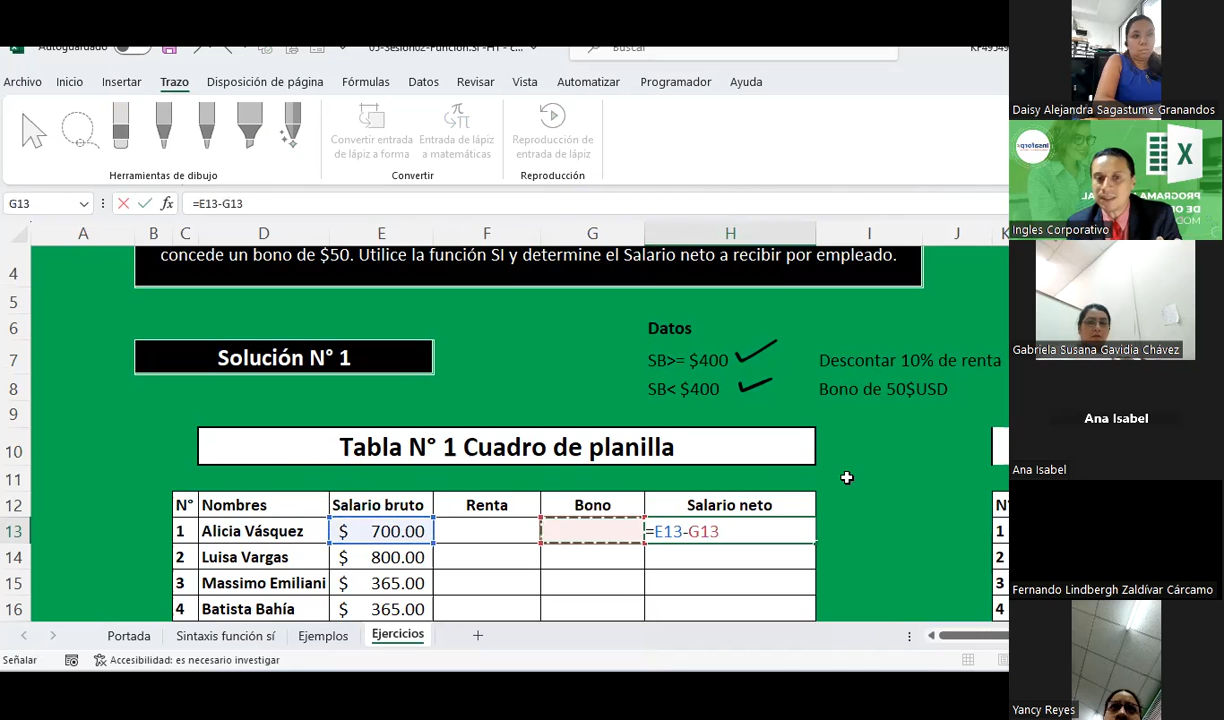 Autoguardado
Buscar
Archivo Inicio Insertar Trazo Disposición de página Fórmulas Datos Revisar Vista Automatizar Programador Ayuda
Convertir entrada de lápiz a forma
Entrada de lápiz a matemáticas
Reproducción de entrada de lápiz
Herramientas de dibujo
Convertir
Reproducción
G13
fx
=E13-G13
A B C D E F G H I J K
4 concede un bono de $50. Utilice la función SI y determine el Salario neto a recibir por empleado.
5
6 Datos
7 Solución N° 1 SB>= $400 Descontar 10% de renta
8 SB< $400 Bono de 50$USD
9
10 Tabla N° 1 Cuadro de planilla
11
12 N° Nombres Salario bruto Renta Bono Salario neto
13 1 Alicia Vásquez $ 700.00 =E13-G13 1
14 2 Luisa Vargas $ 800.00 2
15 3 Massimo Emiliani $ 365.00 3
16 4 Batista Bahía $ 365.00 4
Portada Sintaxis función sí Ejemplos Ejercicios +
Señalar Accesibilidad: es necesario investigar
Daisy Alejandra Sagastume Granandos
insaforp
X
Ingles Corporativo
Gabriela Susana Gavidia Chávez
Ana Isabel
Ana Isabel
Fernando Lindbergh Zaldívar Cárcamo
Yancy Reyes